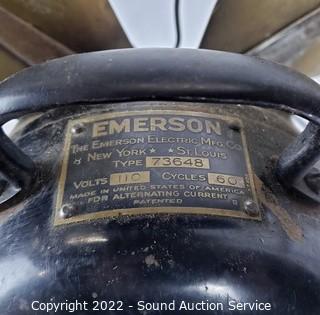 EMERSON
THE EMERSON ELECTRIC MFG. CO.
NEW YORK ST. LOUIS
TYPE 73648
VOLTS 110 CYCLES 60
MADE IN UNITED STATES OF AMERICA
FOR ALTERNATING CURRENT
PATENTED
Copyright 2022 - Sound Auction Service